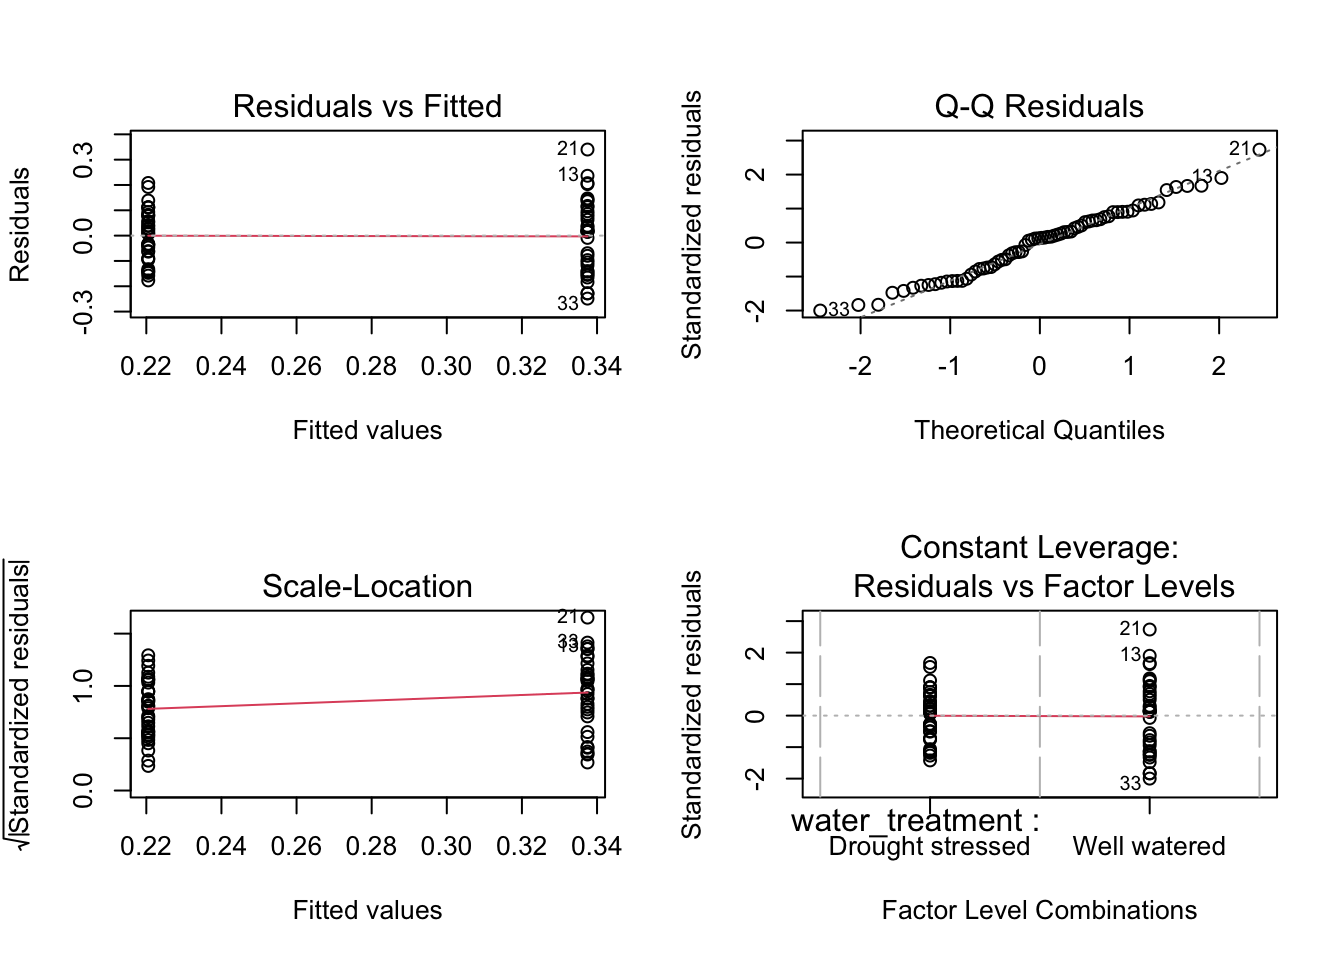 Residuals vs Fitted
Residuals
0.3
0.0
-0.3
21
13
33
0.22 0.24 0.26 0.28 0.30 0.32 0.34
Fitted values
Q-Q Residuals
Standardized residuals
2
0
-2
21
13
33
-2 -1 0 1 2
Theoretical Quantiles
Scale-Location
√|Standardized residuals|
1.0
0.0
21
33
13
0.22 0.24 0.26 0.28 0.30 0.32 0.34
Fitted values
Constant Leverage:
Residuals vs Factor Levels
Standardized residuals
2
0
-2
21
13
33
water_treatment :
Drought stressed Well watered
Factor Level Combinations